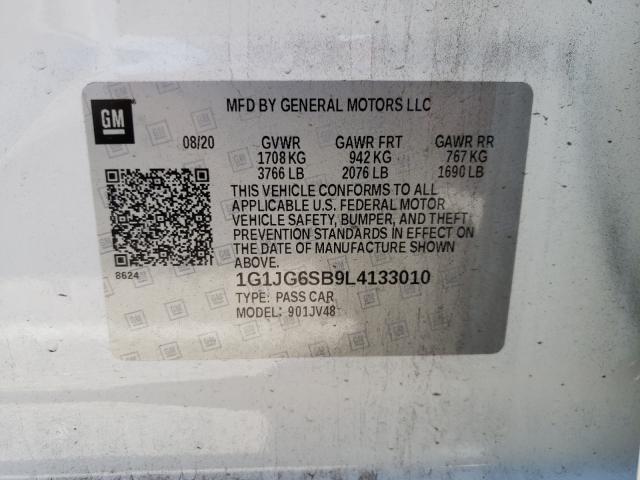 GM
MFD BY GENERAL MOTORS LLC
08/20 GVWR GAWR FRT GAWR RR
1708 KG 942 KG 767 KG
3766 LB 2076 LB 1690 LB
THIS VEHICLE CONFORMS TO ALL
APPLICABLE U.S. FEDERAL MOTOR
VEHICLE SAFETY, BUMPER, AND THEFT
PREVENTION STANDARDS IN EFFECT ON
THE DATE OF MANUFACTURE SHOWN
ABOVE.
8624
1G1JG6SB9L4133010
TYPE: PASS CAR
MODEL: 901JV48